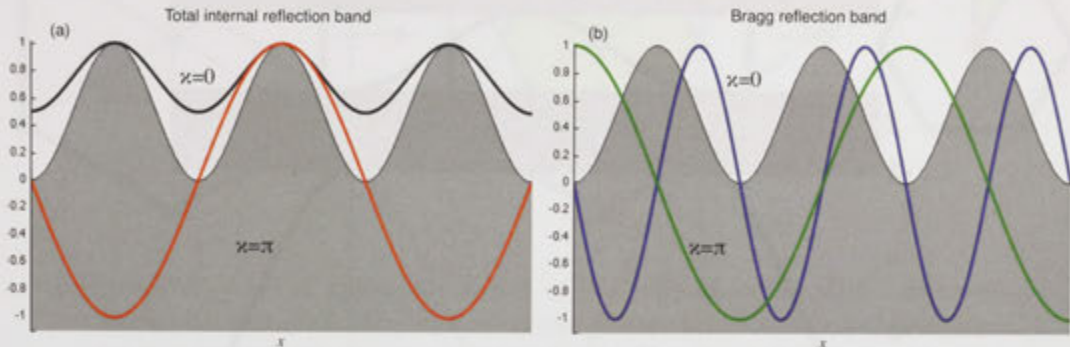 Total internal reflection band
(a)
1
0.8
0.6
0.4
0.2
0
-0.2
-0.4
-0.6
-0.8
-1
ϰ=0
ϰ=π
x
Bragg reflection band
(b)
1
0.8
0.6
0.4
0.2
0
-0.2
-0.4
-0.6
-0.8
-1
ϰ=0
ϰ=π
x